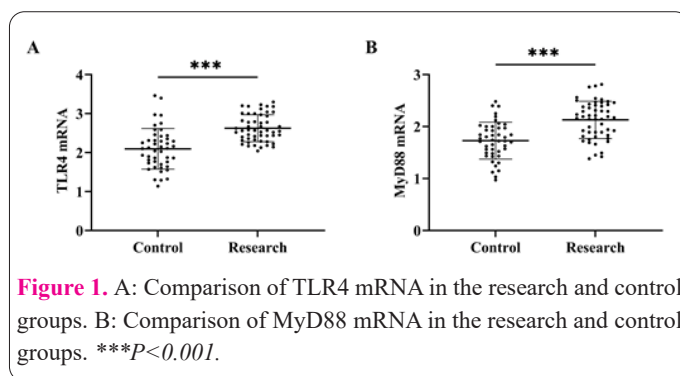 A
***
TLR4 mRNA
4
3
2
1
0
Control Research
B
***
MyD88 mRNA
3
2
1
0
Control Research
Figure 1. A: Comparison of TLR4 mRNA in the research and control
groups. B: Comparison of MyD88 mRNA in the research and control
groups. ***P<0.001.